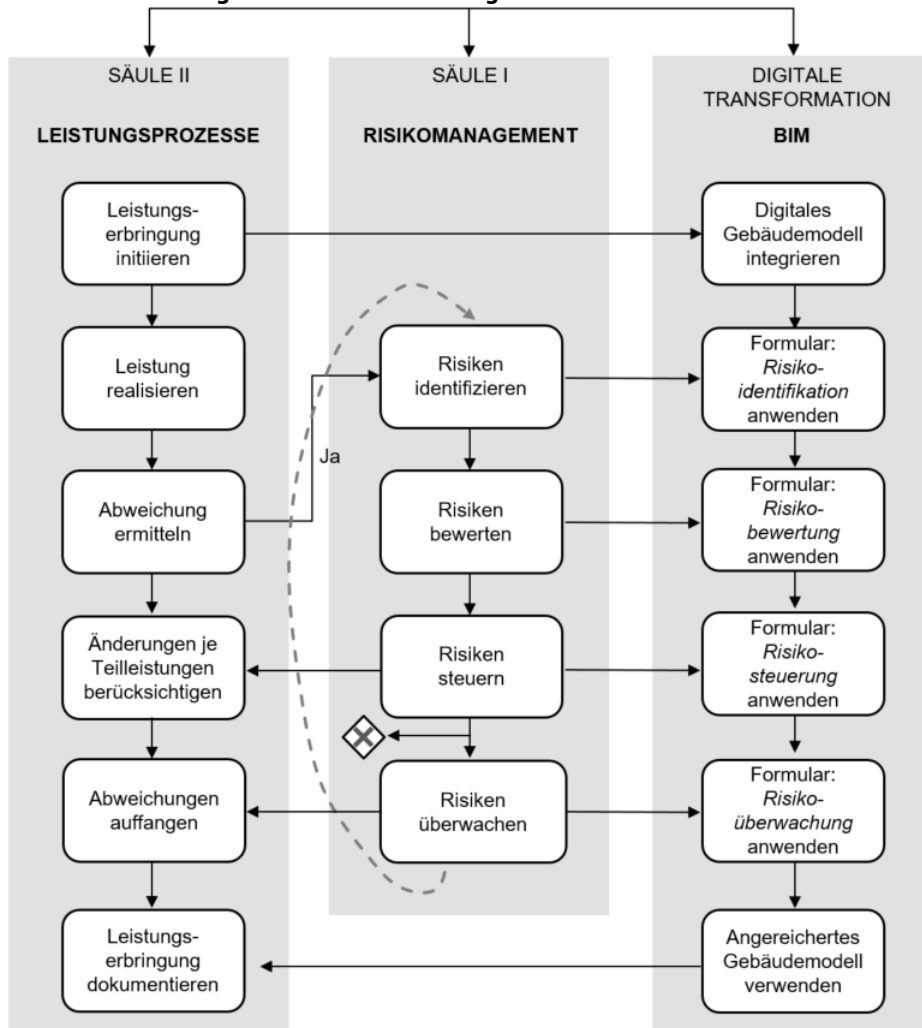 SÄULE II
LEISTUNGSPROZESSE
Leistungs-
erbringung
initiieren
Leistung
realisieren
Abweichung
ermitteln
Änderungen je
Teilleistungen
berücksichtigen
Abweichungen
auffangen
Leistungs-
erbringung
dokumentieren
SÄULE I
RISIKOMANAGEMENT
Ja
Risiken
identifizieren
Risiken
bewerten
Risiken
steuern
Risiken
überwachen
DIGITALE
TRANSFORMATION
BIM
Digitales
Gebäudemodell
integrieren
Formular:
Risiko-
identifikation
anwenden
Formular:
Risiko-
bewertung
anwenden
Formular:
Risiko-
steuerung
anwenden
Formular:
Risiko-
überwachung
anwenden
Angereichertes
Gebäudemodell
verwenden